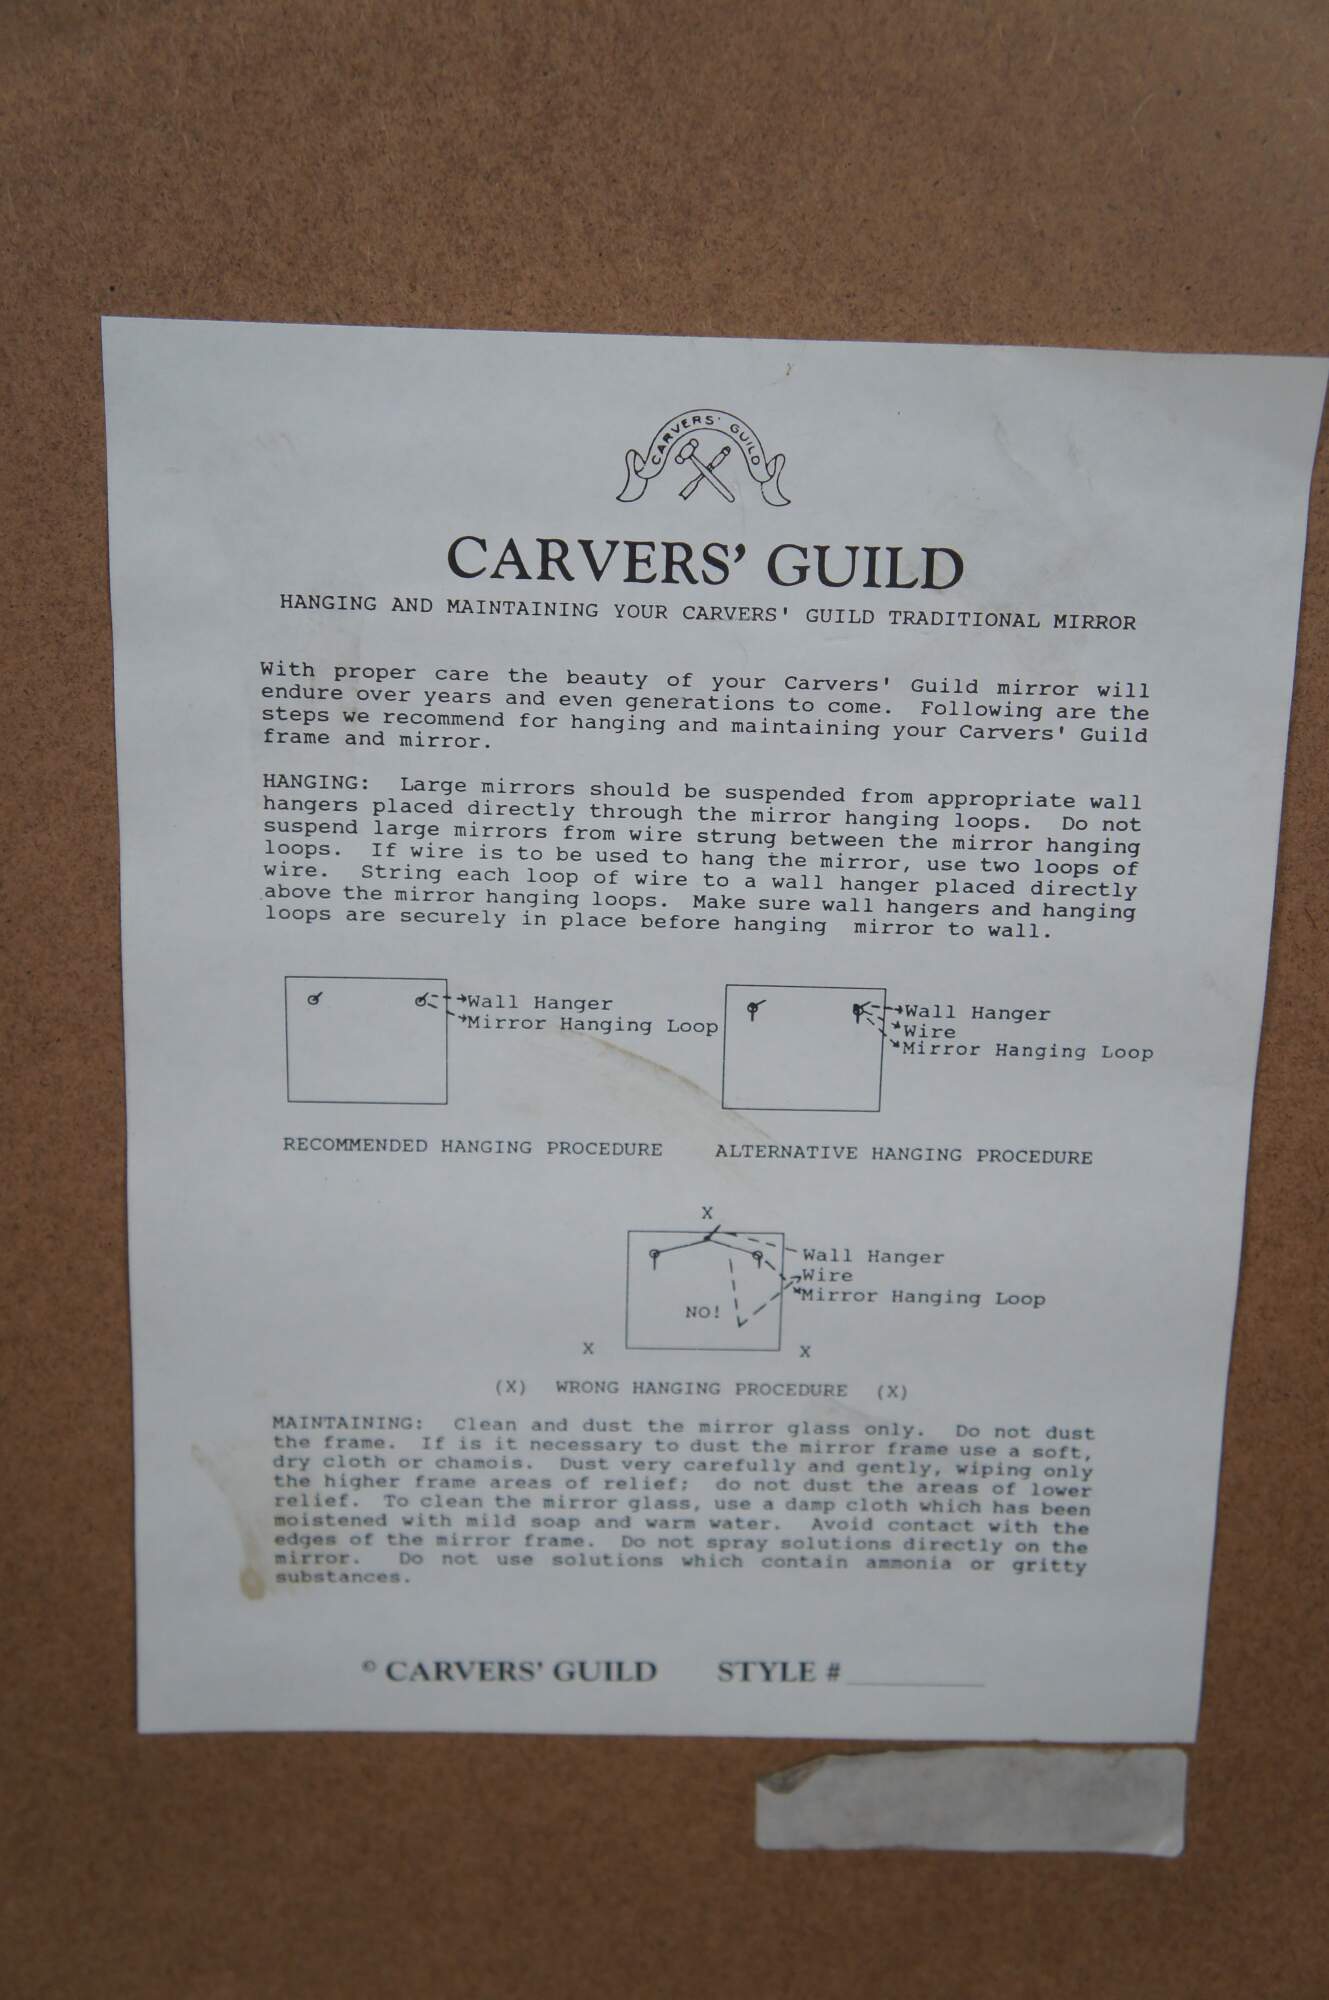 CARVERS' GUILD
CARVERS' GUILD
HANGING AND MAINTAINING YOUR CARVERS' GUILD TRADITIONAL MIRROR
With proper care the beauty of your Carvers' Guild mirror will
endure over years and even generations to come. Following are the
steps we recommend for hanging and maintaining your Carvers' Guild
frame and mirror.
HANGING: Large mirrors should be suspended from appropriate wall
hangers placed directly through the mirror hanging loops. Do not
suspend large mirrors from wire strung between the mirror hanging
loops. If wire is to be used to hang the mirror, use two loops of
wire. String each loop of wire to a wall hanger placed directly
above the mirror hanging loops. Make sure wall hangers and hanging
loops are securely in place before hanging mirror to wall.
Wall Hanger
Mirror Hanging Loop
Wall Hanger
Wire
Mirror Hanging Loop
RECOMMENDED HANGING PROCEDURE
ALTERNATIVE HANGING PROCEDURE
X
Wall Hanger
Wire
Mirror Hanging Loop
NO!
X X
(X) WRONG HANGING PROCEDURE (X)
MAINTAINING: Clean and dust the mirror glass only. Do not dust
the frame. If is it necessary to dust the mirror frame use a soft,
dry cloth or chamois. Dust very carefully and gently, wiping only
the higher frame areas of relief; do not dust the areas of lower
relief. To clean the mirror glass, use a damp cloth which has been
moistened with mild soap and warm water. Avoid contact with the
edges of the mirror frame. Do not spray solutions directly on the
mirror. Do not use solutions which contain ammonia or gritty
substances.
© CARVERS' GUILD STYLE #